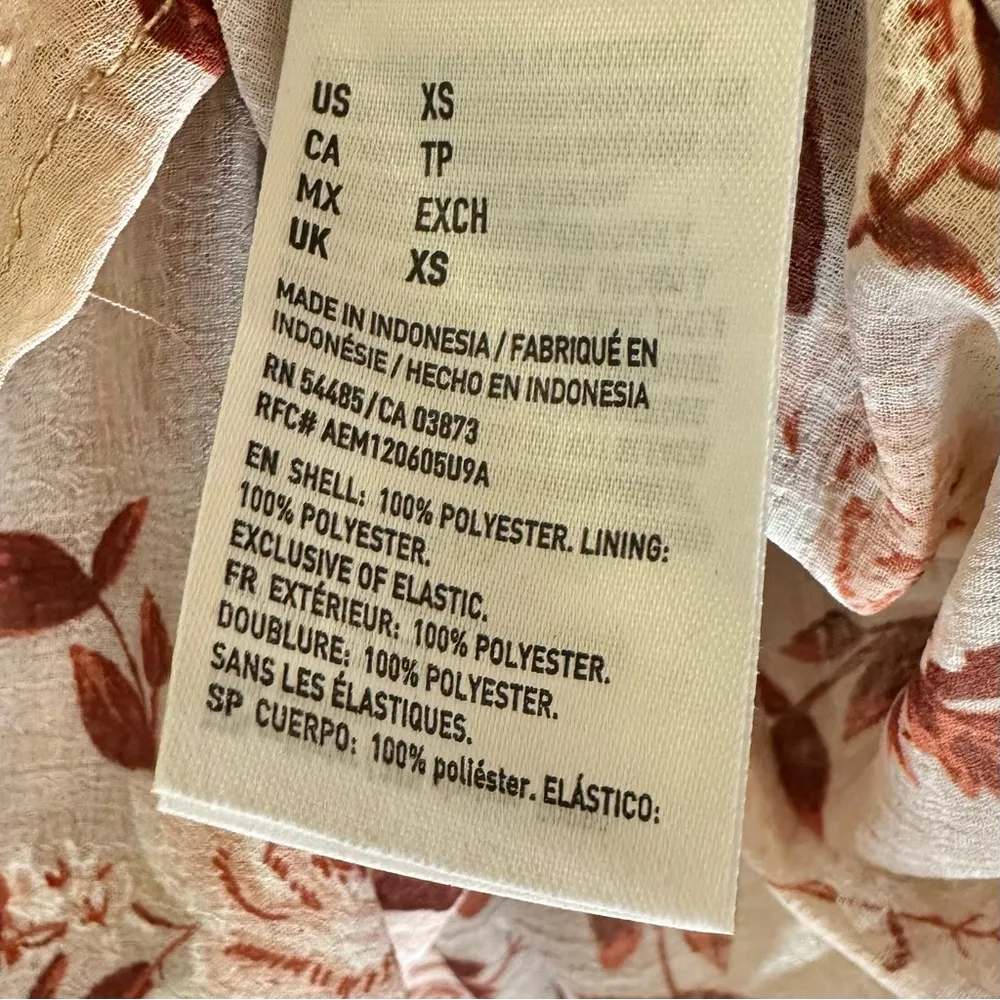 US XS
CA TP
MX EXCH
UK XS
MADE IN INDONESIA / FABRIQUÉ EN
INDONÉSIE / HECHO EN INDONESIA
RN 54485 / CA 03873
RFC# AEM120605U9A
EN SHELL: 100% POLYESTER. LINING:
100% POLYESTER.
EXCLUSIVE OF ELASTIC.
FR EXTÉRIEUR: 100% POLYESTER.
DOUBLURE: 100% POLYESTER.
SANS LES ÉLASTIQUES.
SP CUERPO: 100% poliéster. ELÁSTICO: